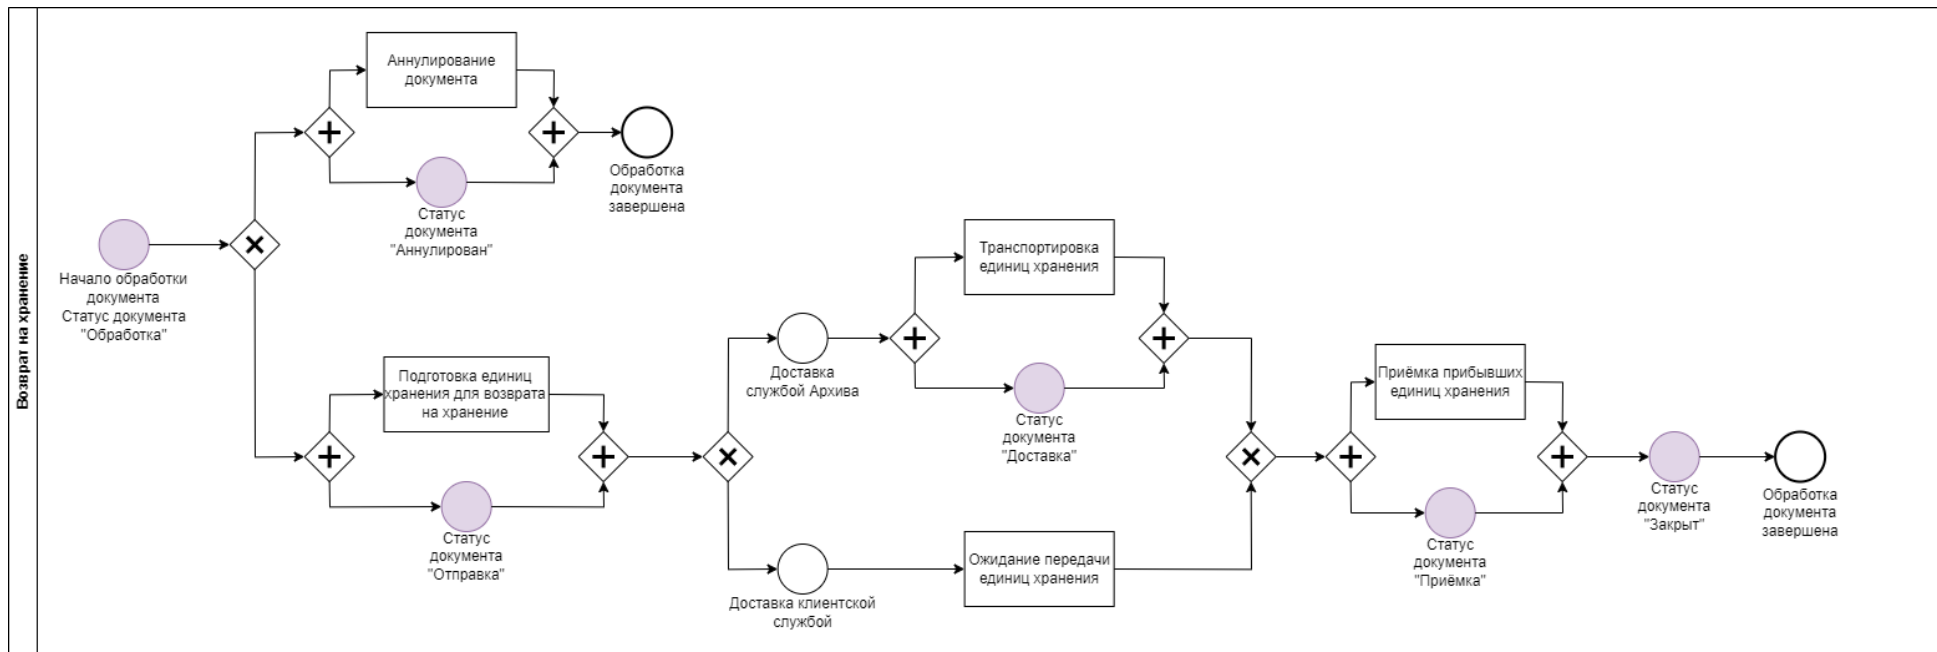 Возврат на хранение
Аннулирование
документа
Обработка
документа
завершена
Статус
документа
"Аннулирован"
Начало обработки
документа
Статус документа
"Обработка"
Подготовка единиц
хранения для возврата
на хранение
Статус
документа
"Отправка"
Транспортировка
единиц хранения
Доставка
службой Архива
Статус
документа
"Доставка"
Доставка клиентской
службой
Ожидание передачи
единиц хранения
Приёмка прибывших
единиц хранения
Статус
документа
"Приёмка"
Статус
документа
"Закрыт"
Обработка
документа
завершена